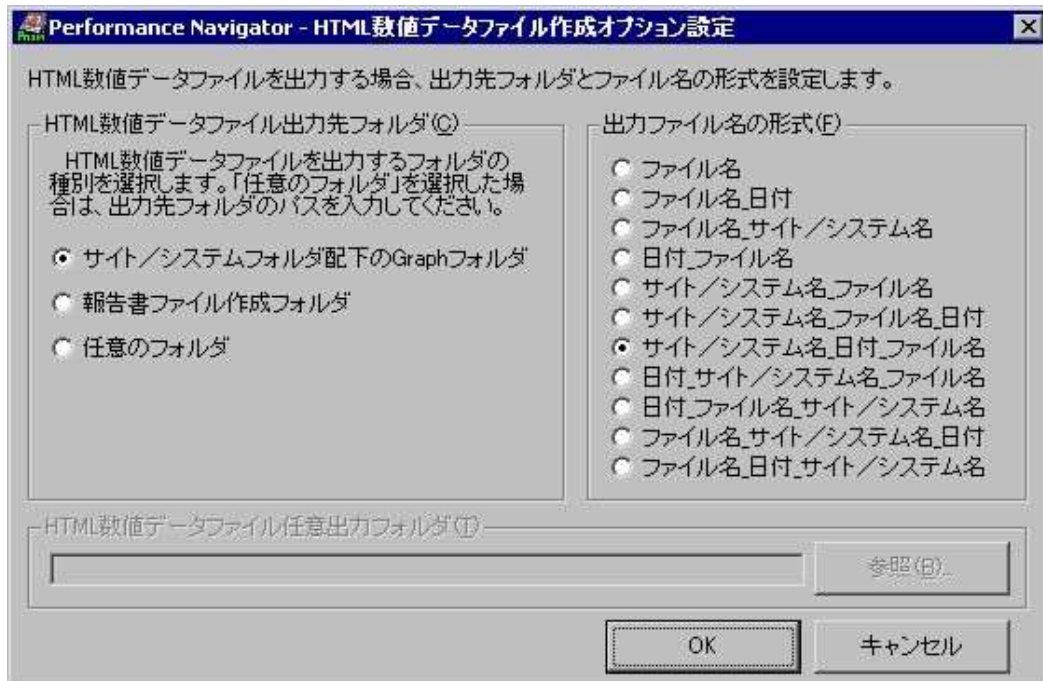 Performance Navigator - HTML数値データファイル作成オプション設定
HTML数値データファイルを出力する場合、出力先フォルダとファイル名の形式を設定します。
HTML数値データファイル出力先フォルダ(C)
HTML数値データファイルを出力するフォルダの
種別を選択します。「任意のフォルダ」を選択した場
合は、出力先フォルダのパスを入力してください。
サイト/システムフォルダ配下のGraphフォルダ
報告書ファイル作成フォルダ
任意のフォルダ
出力ファイル名の形式(F)
ファイル名
ファイル名_日付
ファイル名_サイト/システム名
日付_ファイル名
サイト/システム名_ファイル名
サイト/システム名_ファイル名_日付
サイト/システム名_日付_ファイル名
日付_サイト/システム名_ファイル名
日付_ファイル名_サイト/システム名
ファイル名_サイト/システム名_日付
ファイル名_日付_サイト/システム名
HTML数値データファイル任意出力フォルダ(T)
参照(B)...
OK
キャンセル